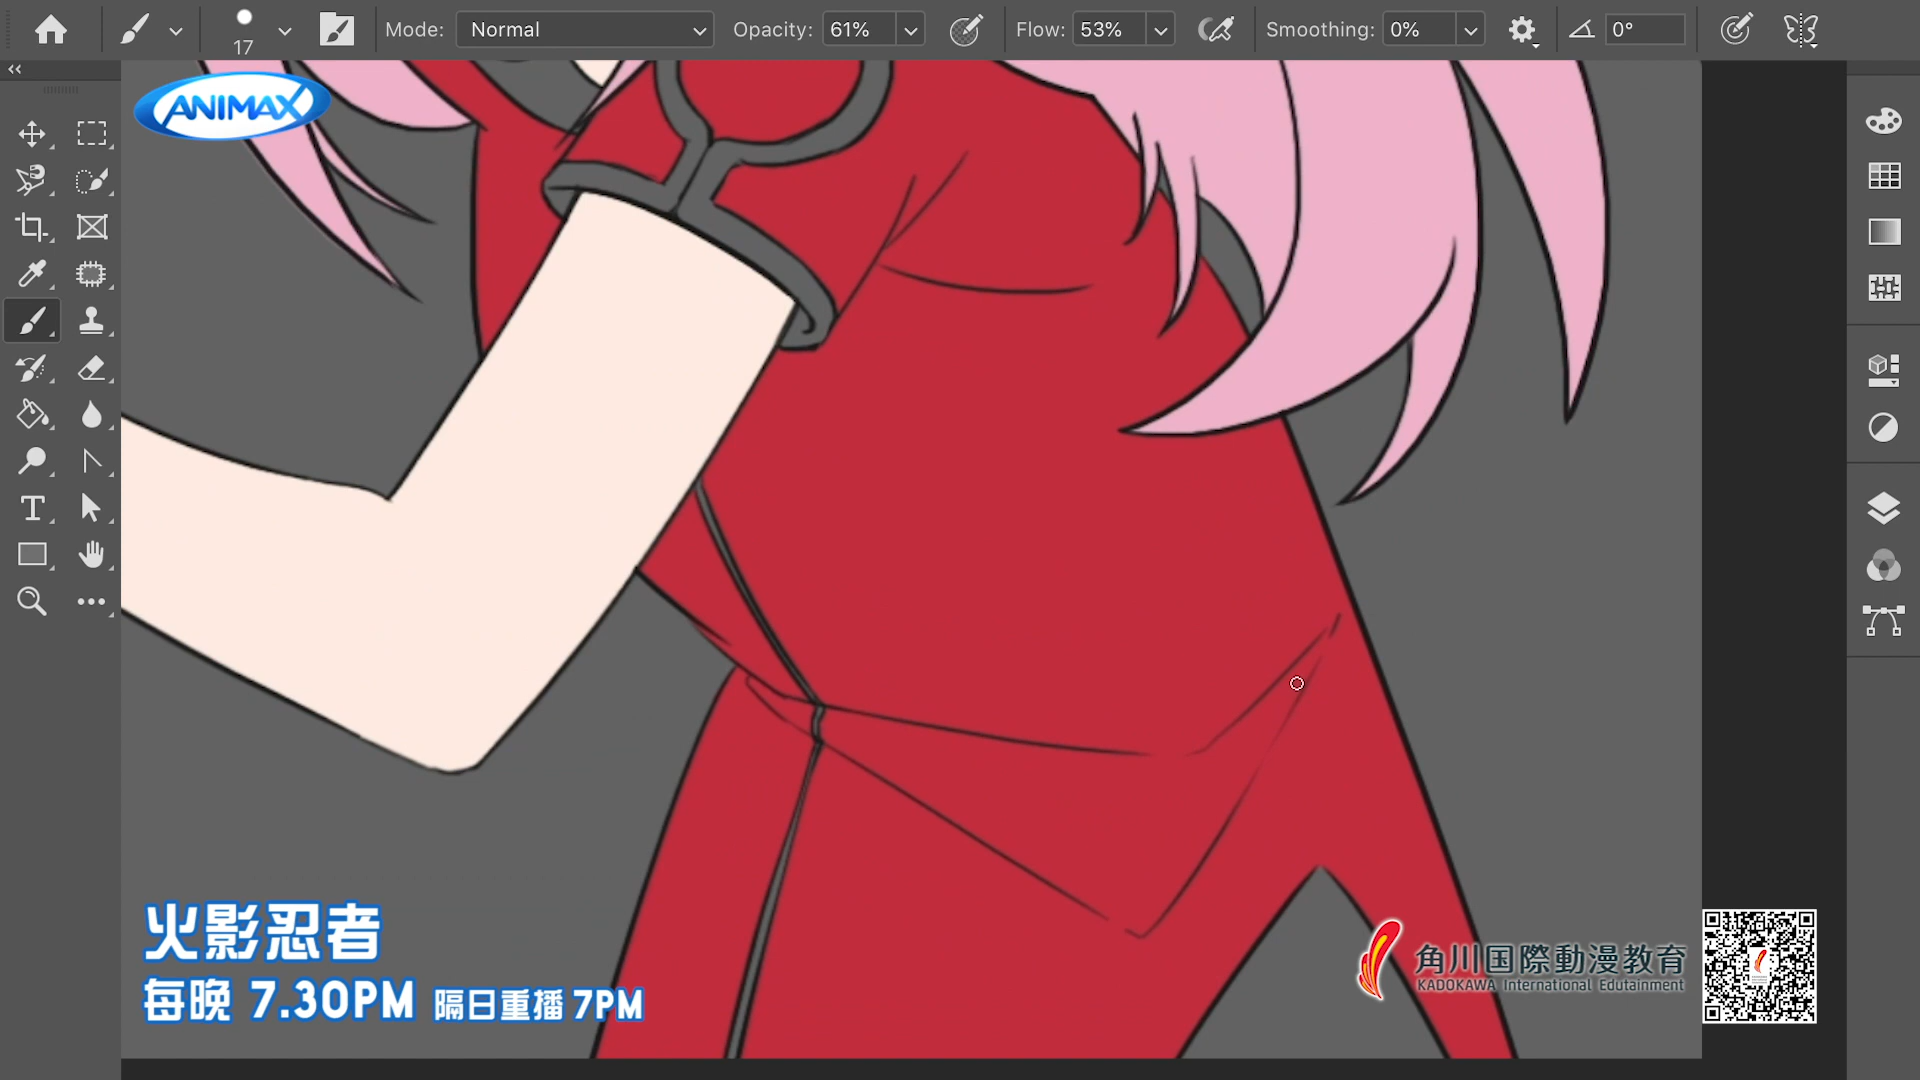 Mode: Normal Opacity: 61% Flow: 53% Smoothing: 0% 0°
17
ANIMAX
火影忍者
每晚 7.30PM 隔日重播 7PM
角川国際動漫教育
KADOKAWA International Edutainment